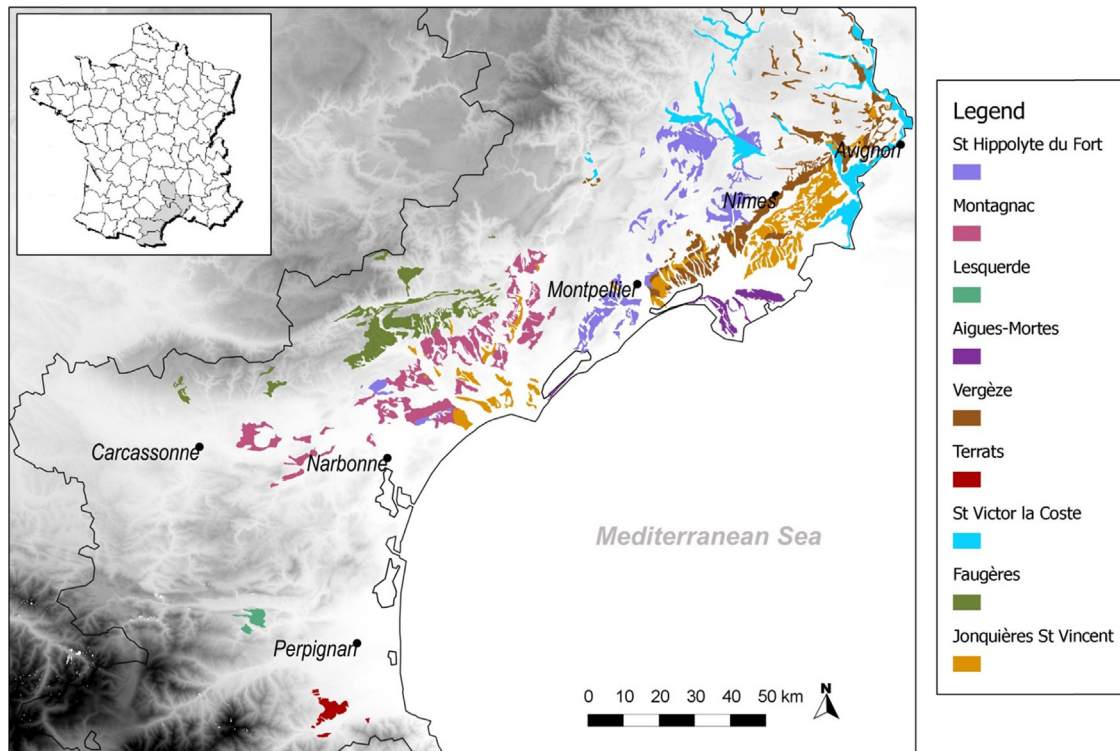 Avignon
Nîmes
Montpellier
Carcassonne
Narbonne
Mediterranean Sea
Perpignan
0 10 20 30 40 50 km
N
Legend
St Hippolyte du Fort
Montagnac
Lesquerde
Aigues-Mortes
Vergèze
Terrats
St Victor la Coste
Faugères
Jonquières St Vincent